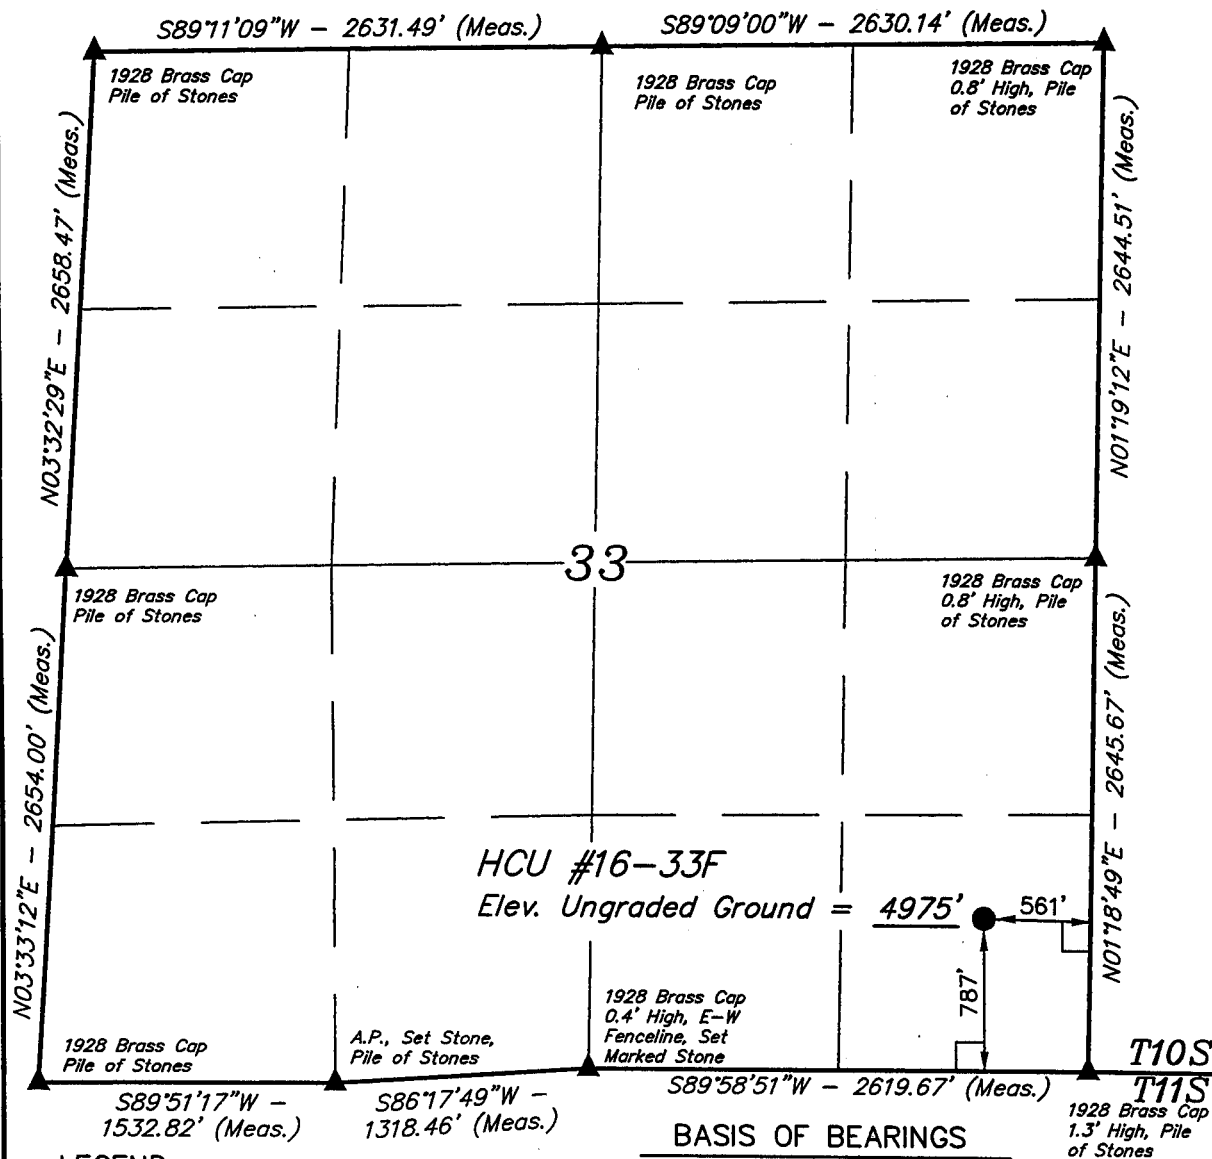 S89°11'09"W - 2631.49' (Meas.)
S89°09'00"W - 2630.14' (Meas.)
1928 Brass Cap
Pile of Stones
1928 Brass Cap
Pile of Stones
1928 Brass Cap
0.8' High, Pile
of Stones
N03°32'29"E - 2658.47' (Meas.)
N01°19'12"E - 2644.51' (Meas.)
33
1928 Brass Cap
Pile of Stones
1928 Brass Cap
0.8' High, Pile
of Stones
N03°33'12"E - 2654.00' (Meas.)
N01°18'49"E - 2645.67' (Meas.)
HCU #16-33F
Elev. Ungraded Ground = 4975'
561'
787'
1928 Brass Cap
Pile of Stones
A.P., Set Stone,
Pile of Stones
1928 Brass Cap
0.4' High, E-W
Fenceline, Set
Marked Stone
T10S
T11S
S89°51'17"W -
1532.82' (Meas.)
S86°17'49"W -
1318.46' (Meas.)
S89°58'51"W - 2619.67' (Meas.)
1928 Brass Cap
1.3' High, Pile
of Stones
BASIS OF BEARINGS
LEGEND